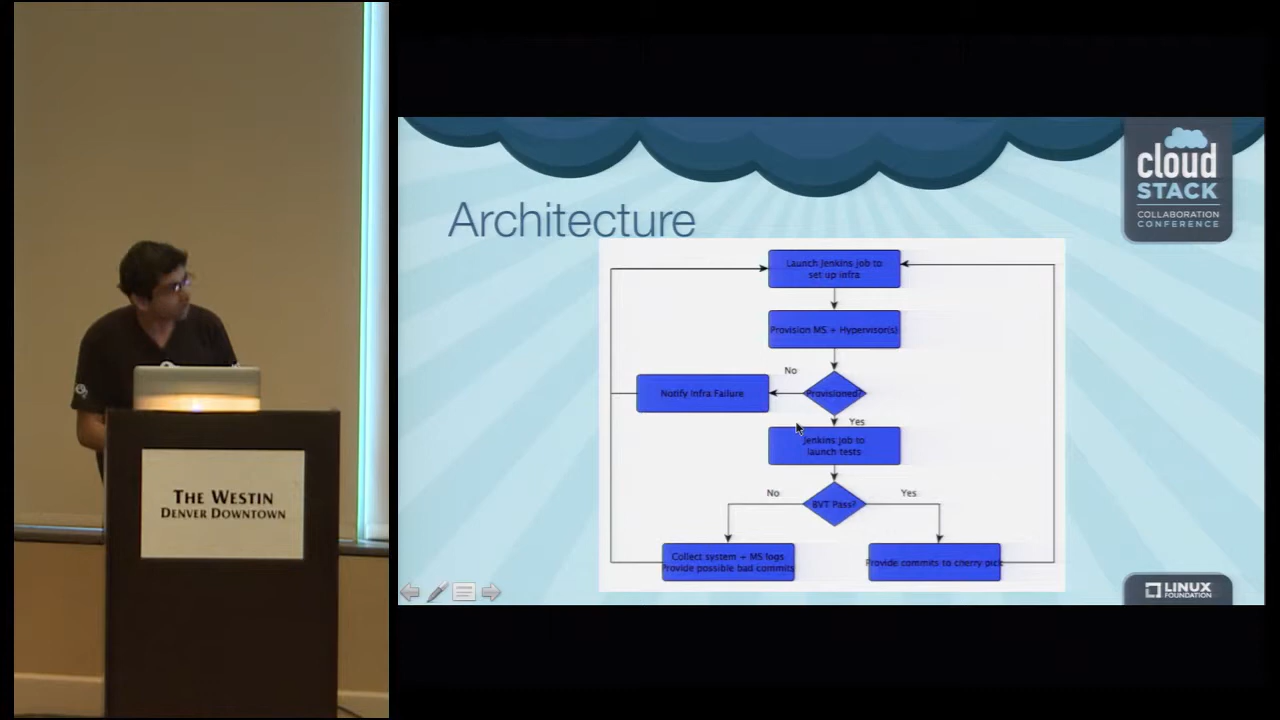 cloud
STACK
COLLABORATION
CONFERENCE
Architecture
Launch Jenkins job to
set up infra
Provision MS + Hypervisor(s)
No
Notify Infra Failure
Provisioned?
Yes
Jenkins job to
launch tests
No
Yes
BVT Pass?
Collect system + MS logs
Provide possible bad commits
Provide commits to cherry pick
THE WESTIN
DENVER DOWNTOWN
LINUX
FOUNDATION